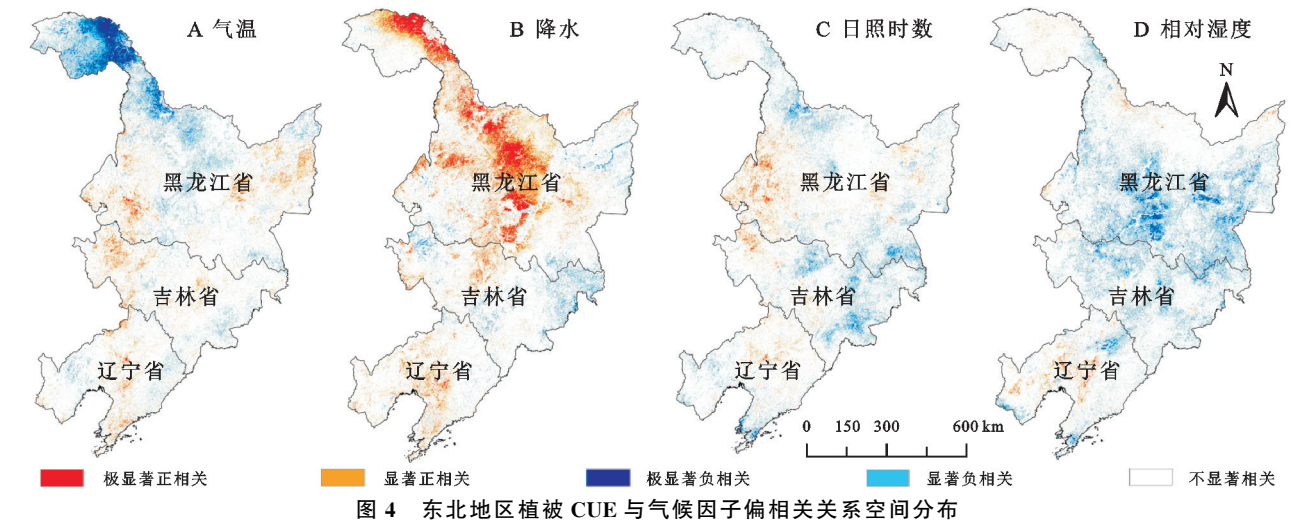 A 气温
B 降水
C 日照时数
D 相对湿度
N
黑龙江省
黑龙江省
黑龙江省
黑龙江省
吉林省
吉林省
吉林省
吉林省
辽宁省
辽宁省
辽宁省
辽宁省
0 150 300 600 km
极显著正相关
显著正相关
极显著负相关
显著负相关
不显著相关
图 4 东北地区植被 CUE 与气候因子偏相关关系空间分布